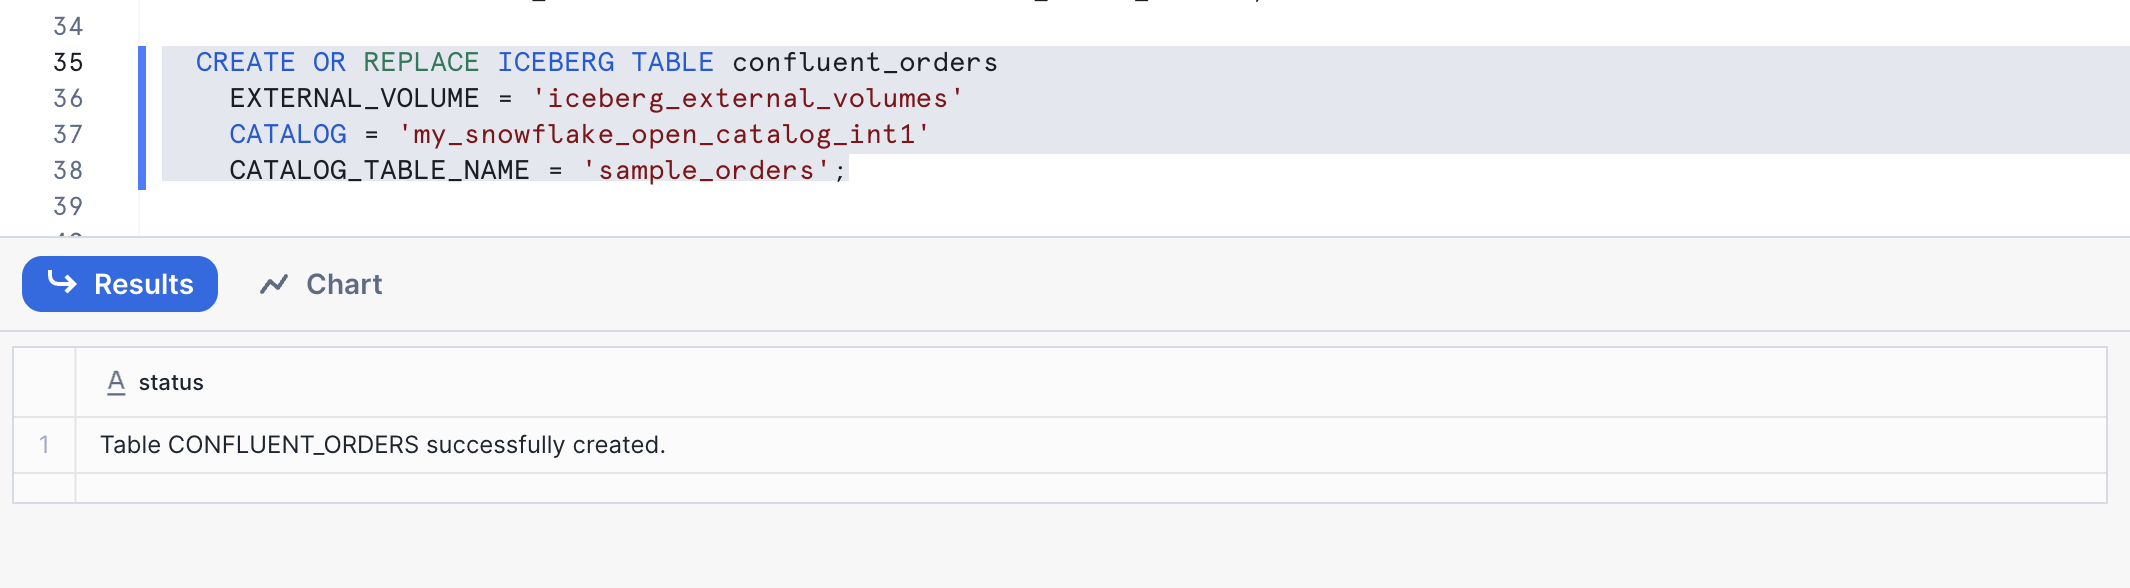 34
35 CREATE OR REPLACE ICEBERG TABLE confluent_orders
36 EXTERNAL_VOLUME = 'iceberg_external_volumes'
37 CATALOG = 'my_snowflake_open_catalog_int1'
38 CATALOG_TABLE_NAME = 'sample_orders';
39
Results Chart
A status
1 Table CONFLUENT_ORDERS successfully created.